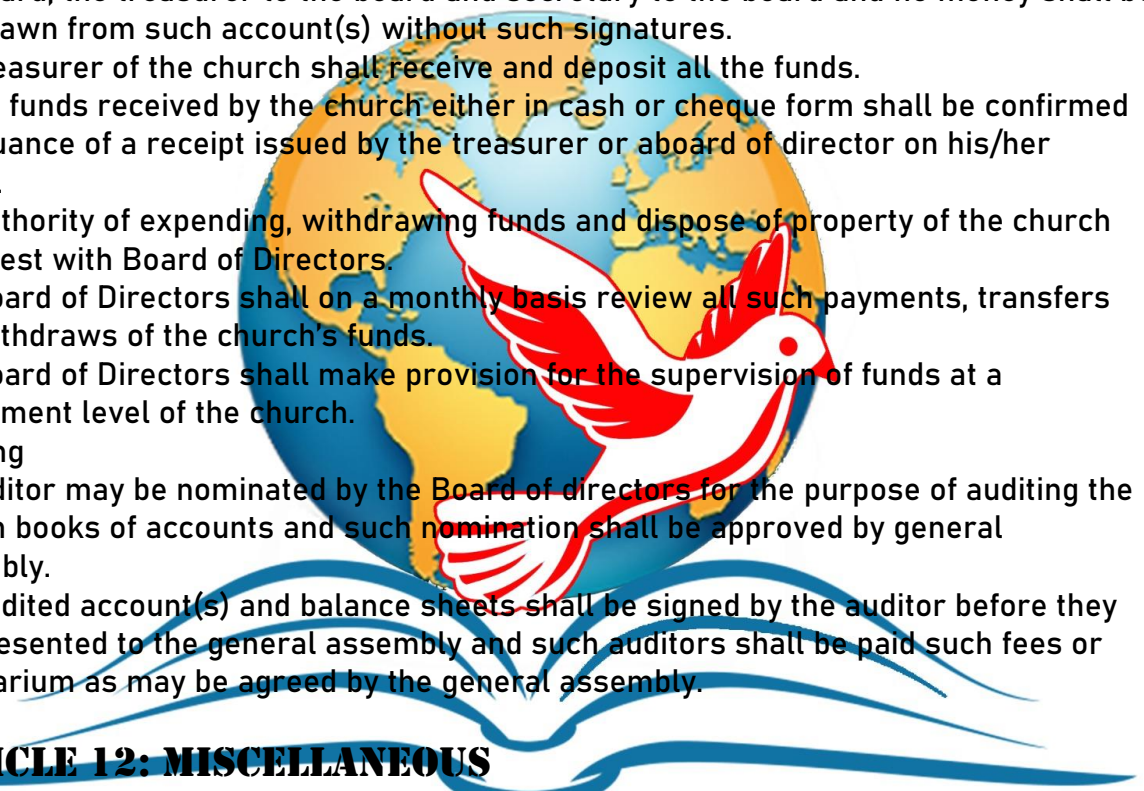 the treasurer to the board and secretary to the board and no money shall be
awn from such account(s) without such signatures.
easurer of the church shall receive and deposit all the funds.
funds received by the church either in cash or cheque form shall be confirmed
uance of a receipt issued by the treasurer or aboard of director on his/her
.
thority of expending, withdrawing funds and dispose of property of the church
est with Board of Directors.
oard of Directors shall on a monthly basis review all such payments, transfers
thdraws of the church's funds.
oard of Directors shall make provision for the supervision of funds at a
ment level of the church.
ng
ditor may be nominated by the Board of directors for the purpose of auditing the
h books of accounts and such nomination shall be approved by general
bly.
dited account(s) and balance sheets shall be signed by the auditor before they
resented to the general assembly and such auditors shall be paid such fees or
arium as may be agreed by the general assembly.
ICLE 12: MISCELLANEOUS